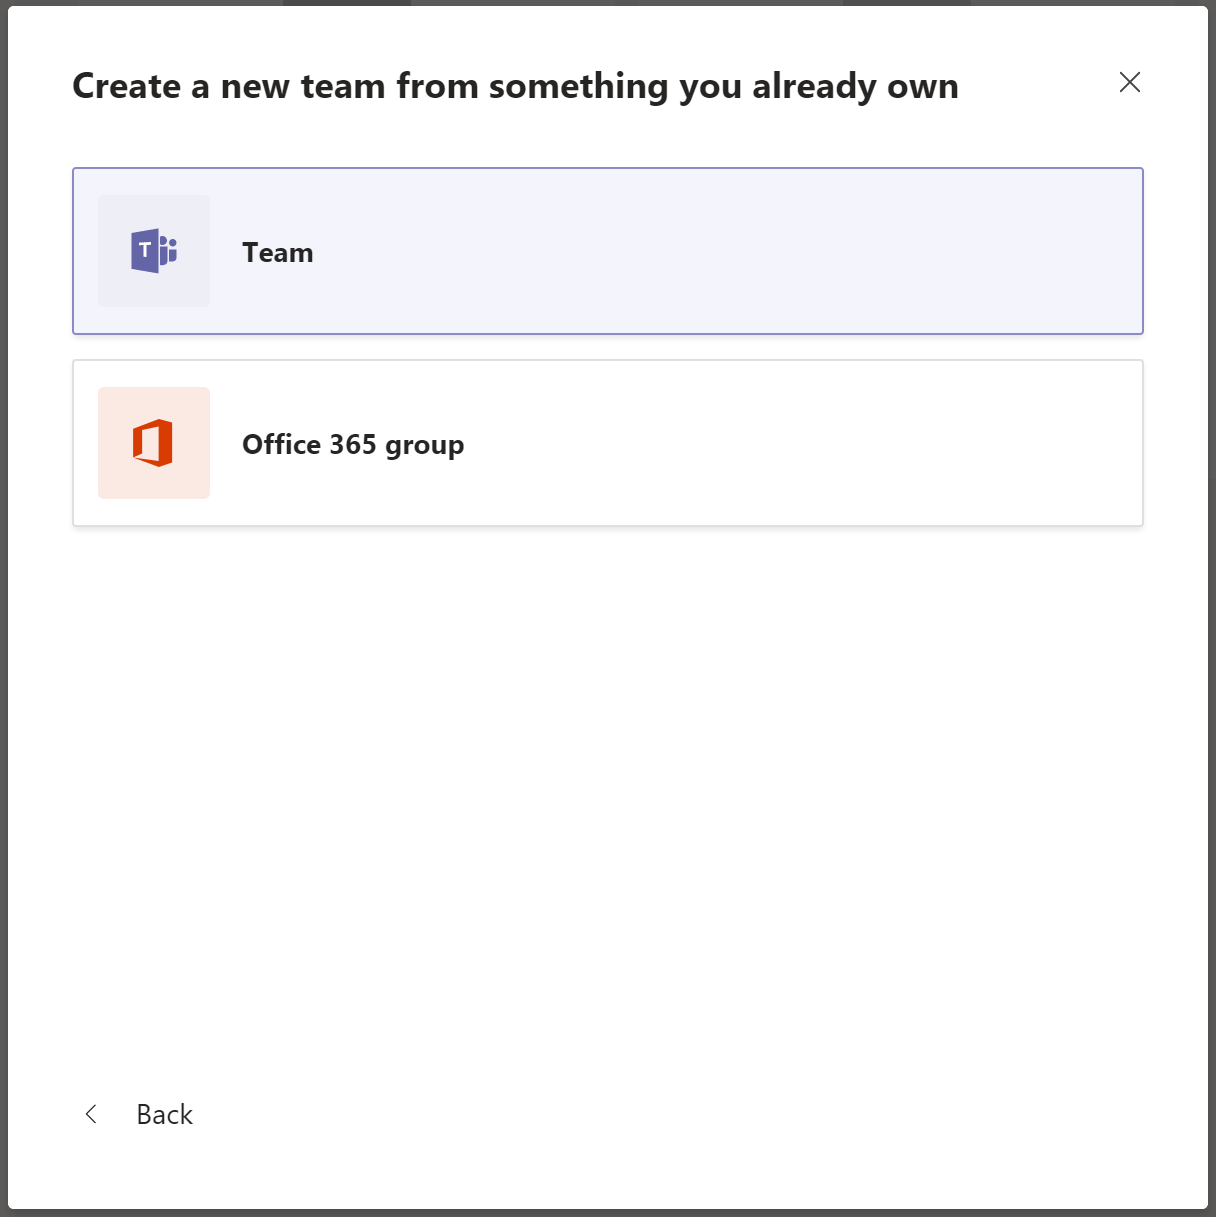 Create a new team from something you already own
T
Team
Office 365 group
Back